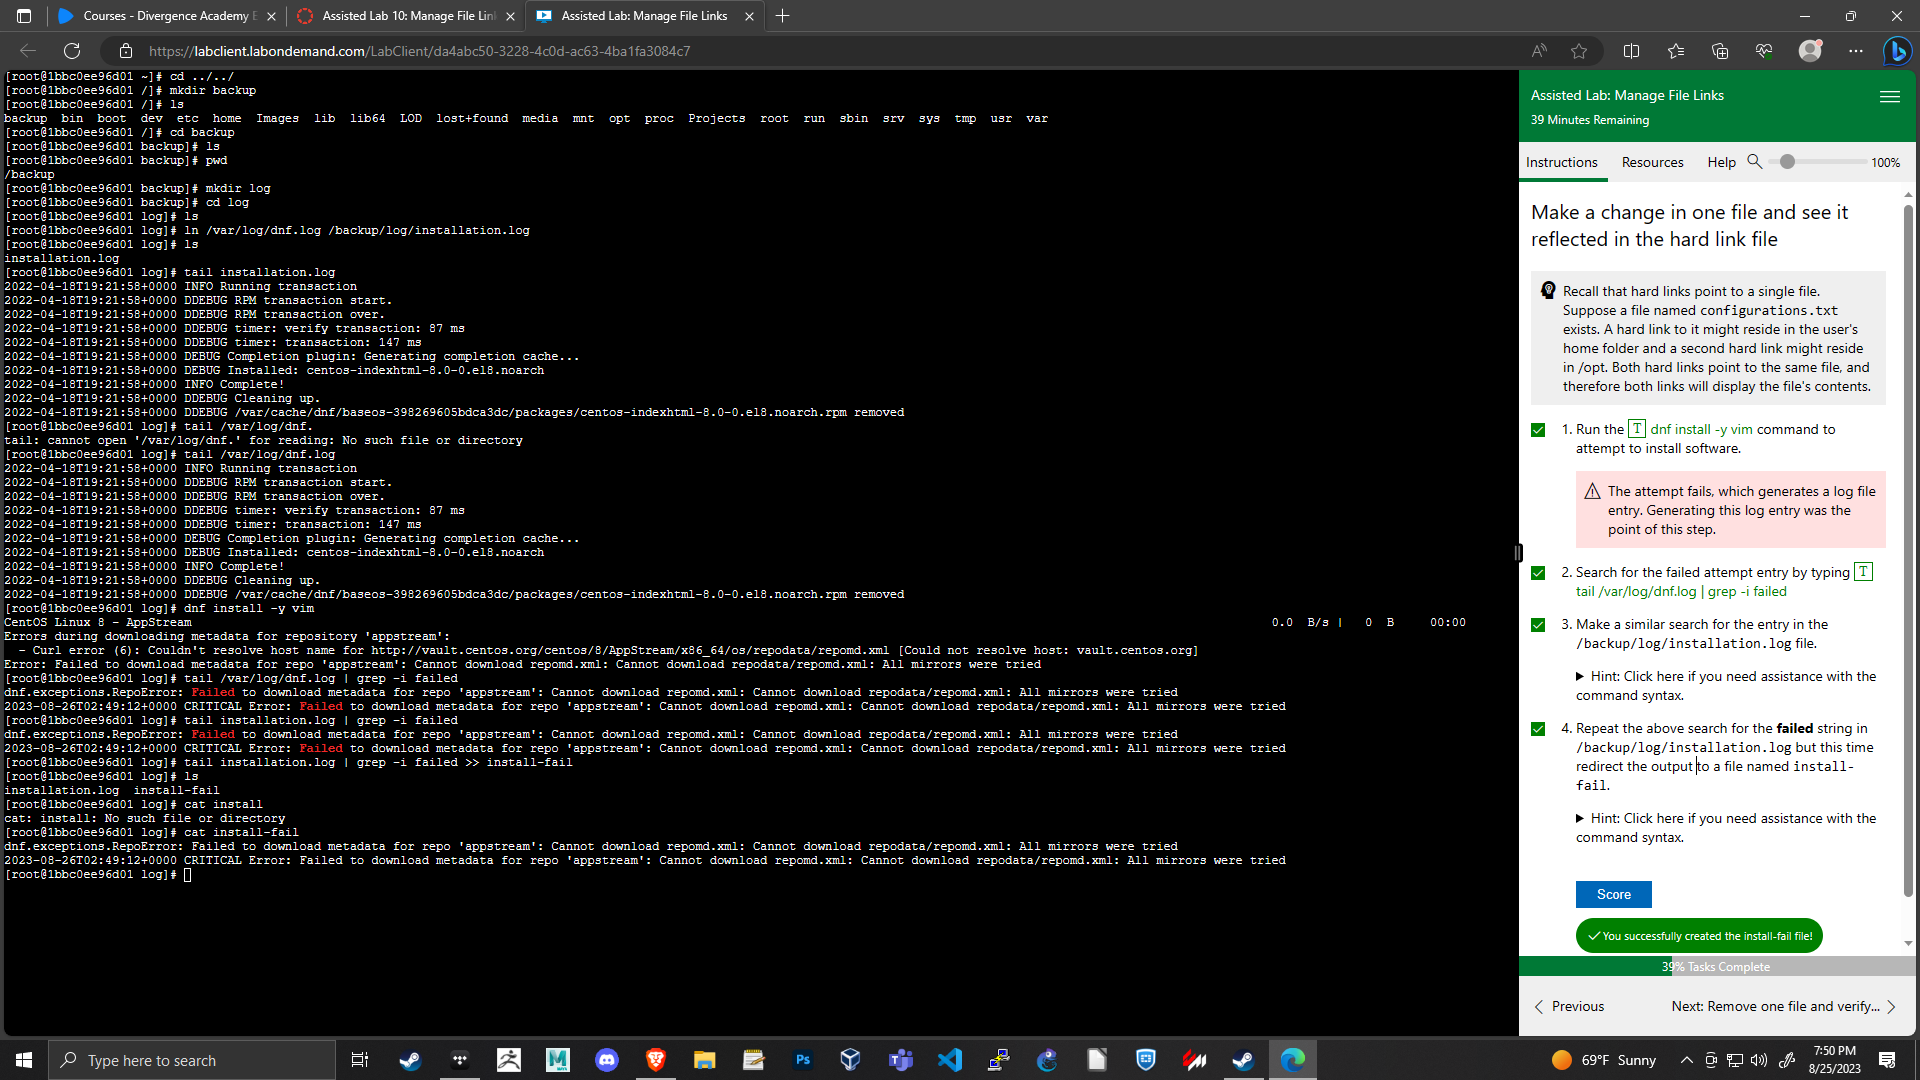 Courses - Divergence Academy E
Assisted Lab 10: Manage File Lin
Assisted Lab: Manage File Links
https://labclient.labondemand.com/LabClient/da4abc50-3228-4c0d-ac63-4ba1fa3084c7
[root@1bbc0ee96d01 ~]# cd ../../
[root@1bbc0ee96d01 /]# mkdir backup
[root@1bbc0ee96d01 /]# ls
backup  bin  boot  dev  etc  home  Images  lib  lib64  LOD  lost+found  media  mnt  opt  proc  Projects  root  run  sbin  srv  sys  tmp  usr  var
[root@1bbc0ee96d01 /]# cd backup
[root@1bbc0ee96d01 backup]# ls
[root@1bbc0ee96d01 backup]# pwd
/backup
[root@1bbc0ee96d01 backup]# mkdir log
[root@1bbc0ee96d01 backup]# cd log
[root@1bbc0ee96d01 log]# ls
[root@1bbc0ee96d01 log]# ln /var/log/dnf.log /backup/log/installation.log
[root@1bbc0ee96d01 log]# ls
installation.log
[root@1bbc0ee96d01 log]# tail installation.log
2022-04-18T19:21:58+0000 INFO Running transaction
2022-04-18T19:21:58+0000 DDEBUG RPM transaction start.
2022-04-18T19:21:58+0000 DDEBUG RPM transaction over.
2022-04-18T19:21:58+0000 DDEBUG timer: verify transaction: 87 ms
2022-04-18T19:21:58+0000 DDEBUG timer: transaction: 147 ms
2022-04-18T19:21:58+0000 DEBUG Completion plugin: Generating completion cache...
2022-04-18T19:21:58+0000 DEBUG Installed: centos-indexhtml-8.0-0.el8.noarch
2022-04-18T19:21:58+0000 INFO Complete!
2022-04-18T19:21:58+0000 DDEBUG Cleaning up.
2022-04-18T19:21:58+0000 DDEBUG /var/cache/dnf/baseos-398269605bdca3dc/packages/centos-indexhtml-8.0-0.el8.noarch.rpm removed
[root@1bbc0ee96d01 log]# tail /var/log/dnf.
tail: cannot open '/var/log/dnf.' for reading: No such file or directory
[root@1bbc0ee96d01 log]# tail /var/log/dnf.log
2022-04-18T19:21:58+0000 INFO Running transaction
2022-04-18T19:21:58+0000 DDEBUG RPM transaction start.
2022-04-18T19:21:58+0000 DDEBUG RPM transaction over.
2022-04-18T19:21:58+0000 DDEBUG timer: verify transaction: 87 ms
2022-04-18T19:21:58+0000 DDEBUG timer: transaction: 147 ms
2022-04-18T19:21:58+0000 DEBUG Completion plugin: Generating completion cache...
2022-04-18T19:21:58+0000 DEBUG Installed: centos-indexhtml-8.0-0.el8.noarch
2022-04-18T19:21:58+0000 INFO Complete!
2022-04-18T19:21:58+0000 DDEBUG Cleaning up.
2022-04-18T19:21:58+0000 DDEBUG /var/cache/dnf/baseos-398269605bdca3dc/packages/centos-indexhtml-8.0-0.el8.noarch.rpm removed
[root@1bbc0ee96d01 log]# dnf install -y vim
CentOS Linux 8 - AppStream 0.0  B/s |   0  B     00:00
Errors during downloading metadata for repository 'appstream':
  - Curl error (6): Couldn't resolve host name for http://vault.centos.org/centos/8/AppStream/x86_64/os/repodata/repomd.xml [Could not resolve host: vault.centos.org]
Error: Failed to download metadata for repo 'appstream': Cannot download repomd.xml: Cannot download repodata/repomd.xml: All mirrors were tried
[root@1bbc0ee96d01 log]# tail /var/log/dnf.log | grep -i failed
dnf.exceptions.RepoError: Failed to download metadata for repo 'appstream': Cannot download repomd.xml: Cannot download repodata/repomd.xml: All mirrors were tried
2023-08-26T02:49:12+0000 CRITICAL Error: Failed to download metadata for repo 'appstream': Cannot download repomd.xml: Cannot download repodata/repomd.xml: All mirrors were tried
[root@1bbc0ee96d01 log]# tail installation.log | grep -i failed
dnf.exceptions.RepoError: Failed to download metadata for repo 'appstream': Cannot download repomd.xml: Cannot download repodata/repomd.xml: All mirrors were tried
2023-08-26T02:49:12+0000 CRITICAL Error: Failed to download metadata for repo 'appstream': Cannot download repomd.xml: Cannot download repodata/repomd.xml: All mirrors were tried
[root@1bbc0ee96d01 log]# tail installation.log | grep -i failed >> install-fail
[root@1bbc0ee96d01 log]# ls
installation.log  install-fail
[root@1bbc0ee96d01 log]# cat install
cat: install: No such file or directory
[root@1bbc0ee96d01 log]# cat install-fail
dnf.exceptions.RepoError: Failed to download metadata for repo 'appstream': Cannot download repomd.xml: Cannot download repodata/repomd.xml: All mirrors were tried
2023-08-26T02:49:12+0000 CRITICAL Error: Failed to download metadata for repo 'appstream': Cannot download repomd.xml: Cannot download repodata/repomd.xml: All mirrors were tried
[root@1bbc0ee96d01 log]#
Assisted Lab: Manage File Links
39 Minutes Remaining
Instructions Resources Help 100%
Make a change in one file and see it
reflected in the hard link file
Recall that hard links point to a single file.
Suppose a file named configurations.txt
exists. A hard link to it might reside in the user's
home folder and a second hard link might reside
in /opt. Both hard links point to the same file, and
therefore both links will display the file's contents.
1. Run the T dnf install -y vim command to
attempt to install software.
The attempt fails, which generates a log file
entry. Generating this log entry was the
point of this step.
2. Search for the failed attempt entry by typing T
tail /var/log/dnf.log | grep -i failed
3. Make a similar search for the entry in the
/backup/log/installation.log file.
Hint: Click here if you need assistance with the
command syntax.
4. Repeat the above search for the failed string in
/backup/log/installation.log but this time
redirect the output to a file named install-
fail.
Hint: Click here if you need assistance with the
command syntax.
Score
You successfully created the install-fail file!
39% Tasks Complete
Previous Next: Remove one file and verify...
Type here to search
69°F Sunny
7:50 PM
8/25/2023